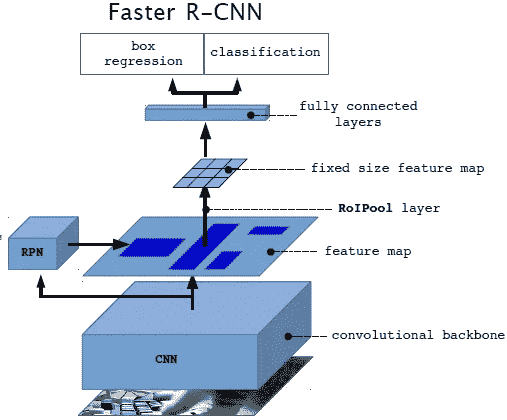 Faster R-CNN
box
regression
classification
fully connected
layers
fixed size feature map
RoIPool layer
RPN
feature map
convolutional backbone
CNN